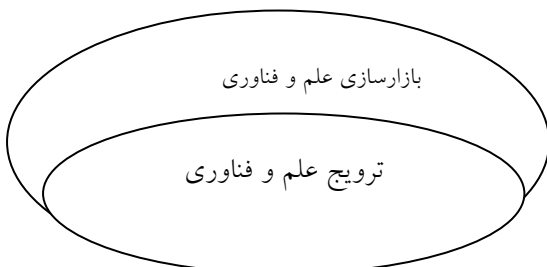 بازارسازی علم و فناوری
ترویج علم و فناوری